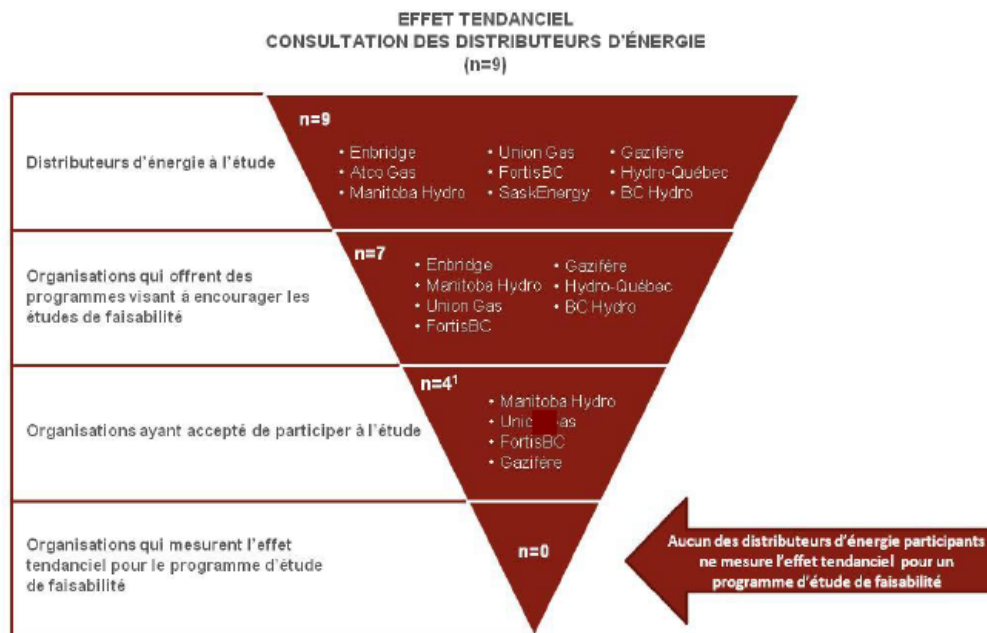 EFFET TENDANCIEL
CONSULTATION DES DISTRIBUTEURS D'ÉNERGIE
(n=9)
Distributeurs d'énergie à l'étude
n=9
• Enbridge
• Atco Gas
• Manitoba Hydro
• Union Gas
• FortisBC
• SaskEnergy
• Gazifère
• Hydro-Québec
• BC Hydro
Organisations qui offrent des
programmes visant à encourager les
études de faisabilité
n=7
• Enbridge
• Manitoba Hydro
• Union Gas
• FortisBC
• Gazifère
• Hydro-Québec
• BC Hydro
Organisations ayant accepté de participer à l'étude
n=4¹
• Manitoba Hydro
•
• FortisBC
• Gazifère
Organisations qui mesurent l'effet
tendanciel pour le programme d'étude
de faisabilité
n=0
Aucun des distributeurs d'énergie participants
ne mesure l'effet tendanciel pour un
programme d'étude de faisabilité